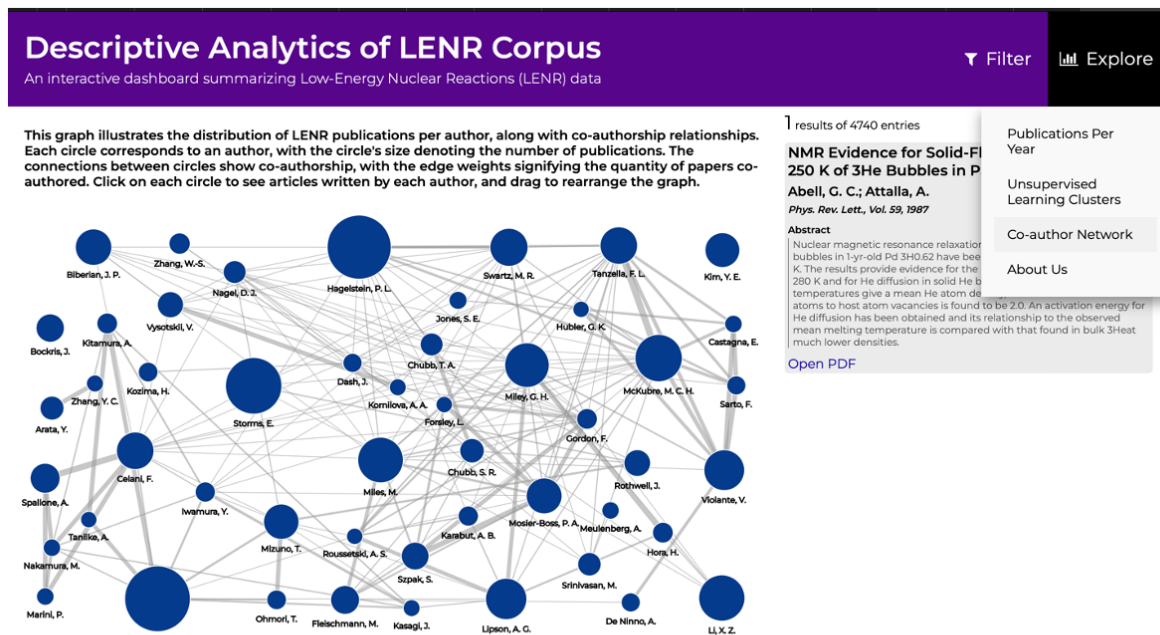 Descriptive Analytics of LENR Corpus
An interactive dashboard summarizing Low-Energy Nuclear Reactions (LENR) data
Filter
Explore
This graph illustrates the distribution of LENR publications per author, along with co-authorship relationships.
Each circle corresponds to an author, with the circle's size denoting the number of publications. The
connections between circles show co-authorship, with the edge weights signifying the quantity of papers co-
authored. Click on each circle to see articles written by each author, and drag to rearrange the graph.
1 results of 4740 entries
NMR Evidence for Solid-Fl
250 K of 3He Bubbles in P
Abell, G. C.; Attalla, A.
Phys. Rev. Lett., Vol. 59, 1987
Abstract
Nuclear magnetic resonance relaxation
bubbles in 1-yr-old Pd 3H0.62 have been
K. The results provide evidence for the
280 K and for He diffusion in solid He b
temperatures give a mean He atom de
atoms to host atom vacancies is found to be 2.0. An activation energy for
He diffusion has been obtained and its relationship to the observed
mean melting temperature is compared with that found in bulk 3Heat
much lower densities.
Open PDF
Publications Per
Year
Unsupervised
Learning Clusters
Co-author Network
About Us
Biberian, J. P.
Zhang, W.-S.
Nagel, D. J.
Hagelstein, P. L.
Swartz, M. R.
Tanzella, F. L.
Kim, Y. E.
Bockris, J.
Kitamura, A.
Vysotskii, V.
Jones, S. E.
Hubler, G. K.
Castagna, E.
Zhang, Y. C.
Kozima, H.
Dash, J.
Chubb, T. A.
Kornilova, A. A.
Miley, G. H.
McKubre, M. C. H.
Sarto, F.
Arata, Y.
Storms, E.
Forsley, L.
Gordon, F.
Celani, F.
Spallone, A.
Iwamura, Y.
Miles, M.
Chubb, S. R.
Rothwell, J.
Violante, V.
Taniike, A.
Mizuno, T.
Roussetski, A. S.
Karabut, A. B.
Mosier-Boss, P. A.
Meulenberg, A.
Hora, H.
Nakamura, M.
Szpak, S.
Srinivasan, M.
Marini, P.
Ohmori, T.
Fleischmann, M.
Kasagi, J.
Lipson, A. G.
De Ninno, A.
Li, X. Z.